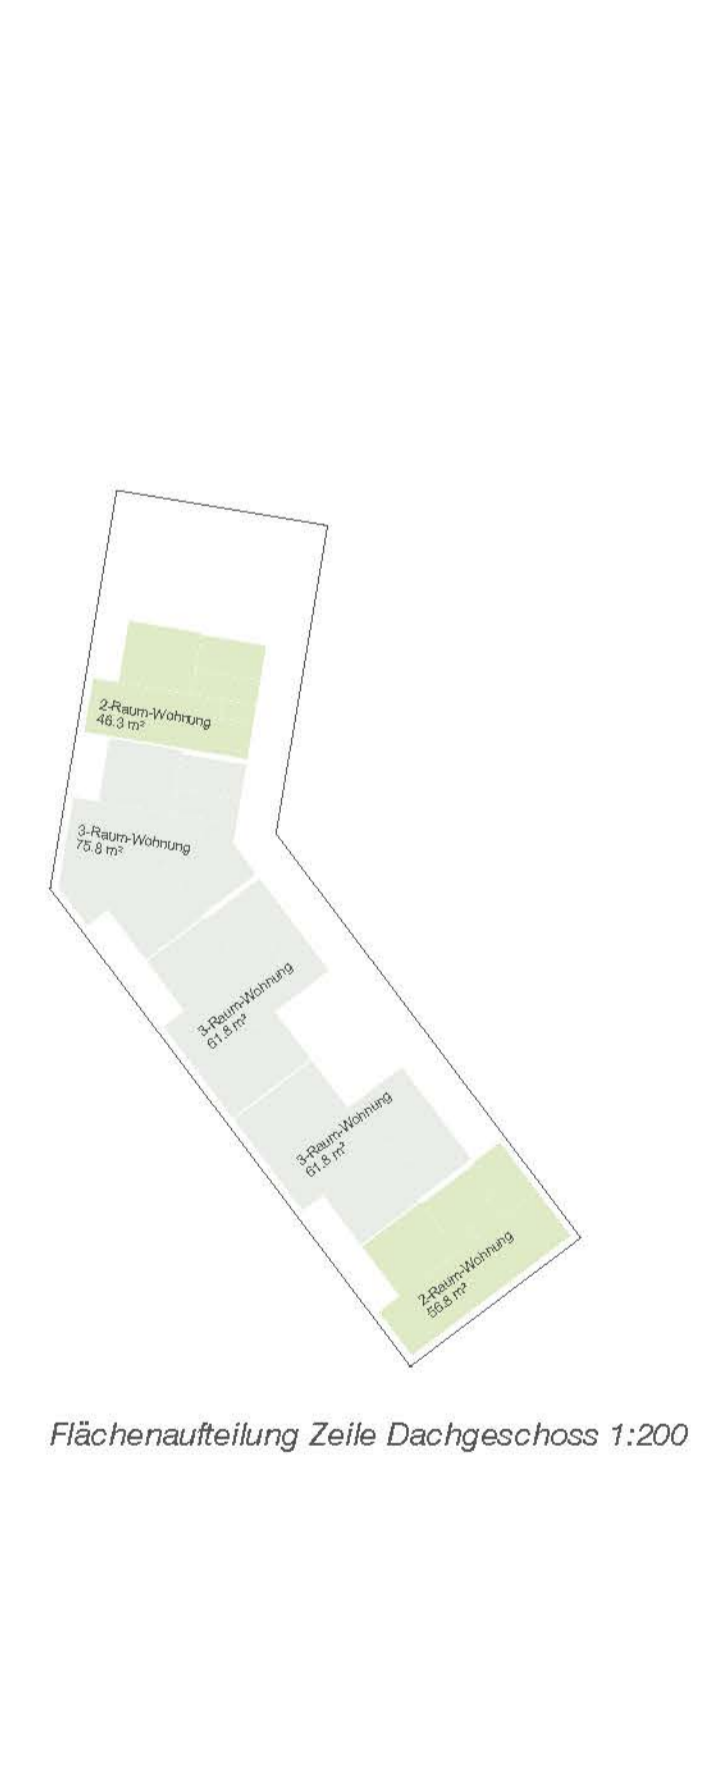 2-Raum-Wohnung
46.3 m²
3-Raum-Wohnung
75.8 m²
3-Raum-Wohnung
61.8 m²
3-Raum-Wohnung
61.8 m²
2-Raum-Wohnung
56.8 m²
Flächenaufteilung Zeile Dachgeschoss 1:200